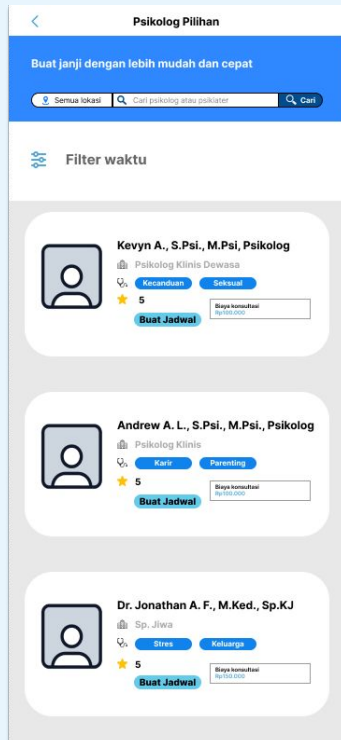 Psikolog Pilihan
Buat janji dengan lebih mudah dan cepat
Semua lokasi
Cari psikolog atau psikiater
Cari
Filter waktu
Kevyn A., S.Psi., M.Psi, Psikolog
Psikolog Klinis Dewasa
Kecanduan
Seksual
5
Biaya konsultasi
Rp100.000
Buat Jadwal
Andrew A. L., S.Psi., M.Psi., Psikolog
Psikolog Klinis
Karir
Parenting
5
Biaya konsultasi
Rp100.000
Buat Jadwal
Dr. Jonathan A. F., M.Ked., Sp.KJ
Sp. Jiwa
Stres
Keluarga
5
Biaya konsultasi
Rp150.000
Buat Jadwal